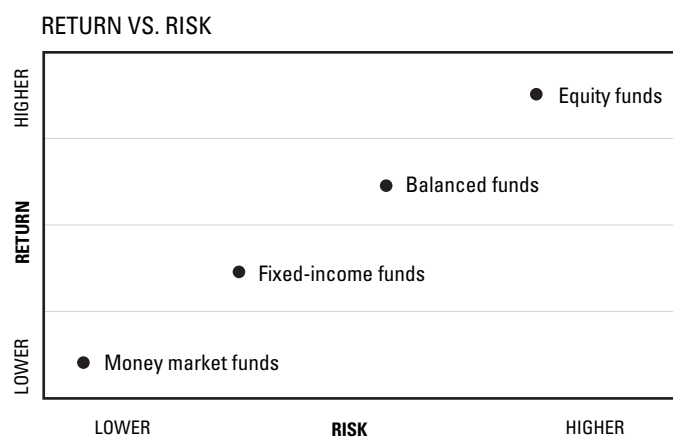 RETURN VS. RISK
HIGHER
Equity funds
Balanced funds
RETURN
Fixed-income funds
LOWER
Money market funds
LOWER
RISK
HIGHER